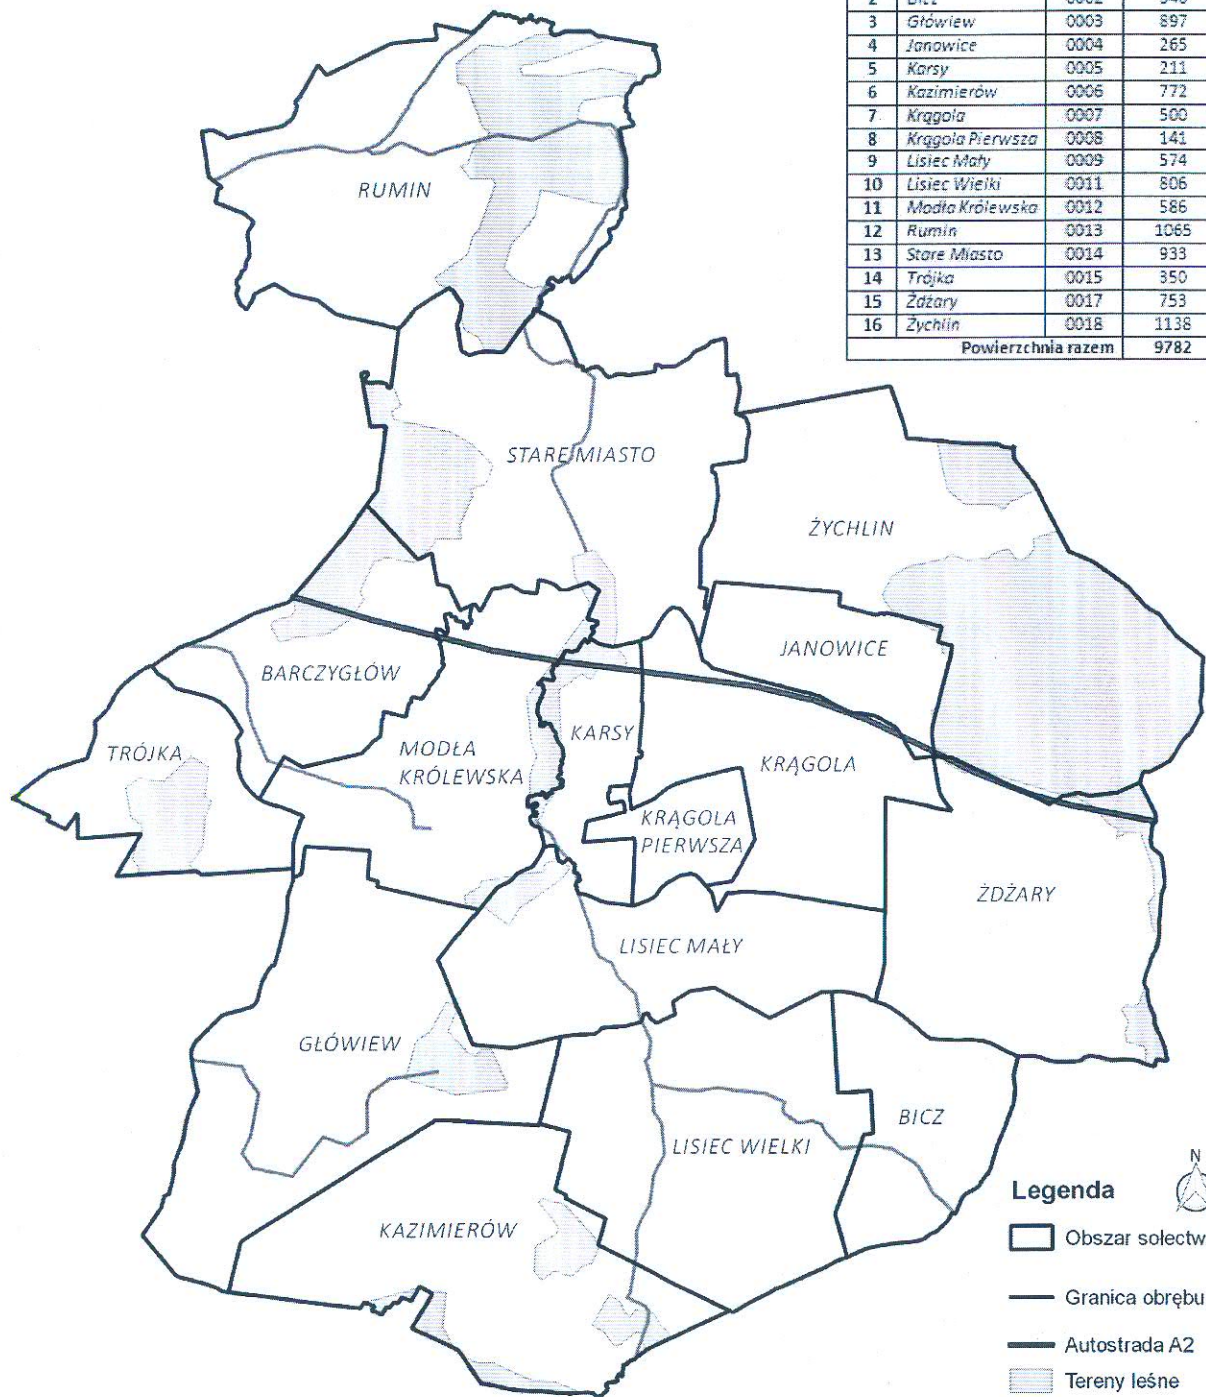 3 Główiew 0003 897
4 Janowice 0004 265
5 Karsy 0005 211
6 Kazimierów 0006 772
7 Krągola 0007 500
8 Krągola Pierwsza 0008 141
9 Lisiec Mały 0009 574
10 Lisiec Wielki 0011 806
11 Modła Królewska 0012 586
12 Rumin 0013 1065
13 Stare Miasto 0014 933
14 Trójka 0015 350
15 Żdżary 0017 753
16 Żychlin 0018 1138
Powierzchnia razem 9782
RUMIN
STARE MIASTO
ŻYCHLIN
JANOWICE
BARCZYGŁÓW
KARSY
TRÓJKA
MODŁA
KRÓLEWSKA
KRĄGOLA
KRĄGOLA
PIERWSZA
ŻDŻARY
LISIEC MAŁY
GŁÓWIEW
BICZ
LISIEC WIELKI
KAZIMIERÓW
N
Legenda
Obszar sołectw
Granica obrębu
Autostrada A2
Tereny leśne